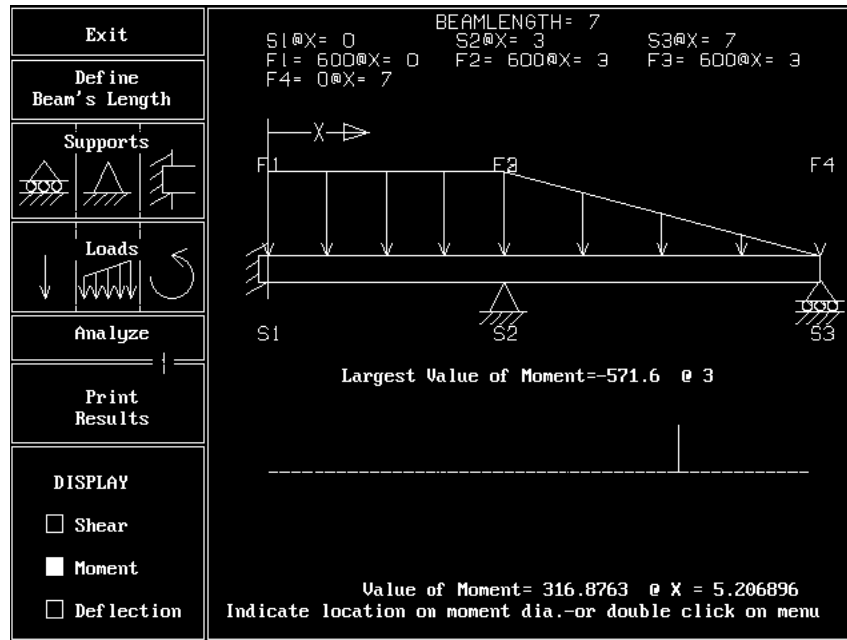 Exit
Define
Beam's Length
Supports
Loads
Analyze
Print
Results
DISPLAY
Shear
Moment
Deflection
BEAMLENGTH= 7
S1@X= 0 S2@X= 3 S3@X= 7
F1= 600@X= 0 F2= 600@X= 3 F3= 600@X= 3
F4= 0@X= 7
X
F1 F3 F4
S1 S2 S3
Largest Value of Moment=-571.6 @ 3
Value of Moment= 316.8763 @ X = 5.206896
Indicate location on moment dia.-or double click on menu